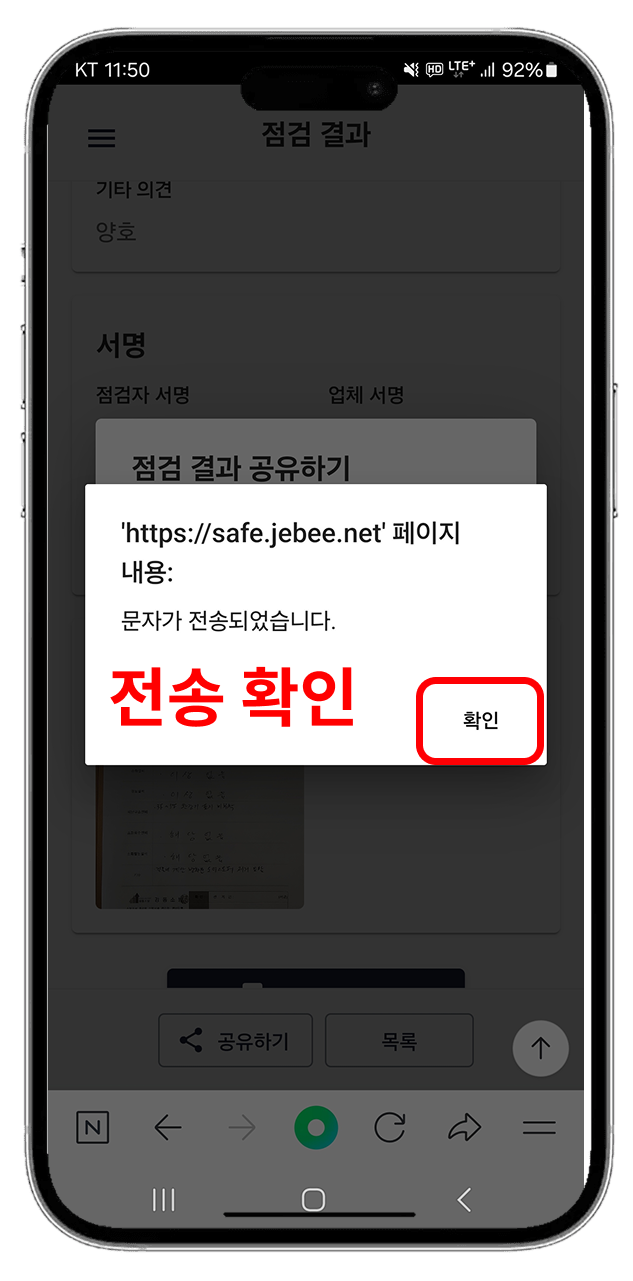 KT 11:50
HD LTE+ 92%
점검 결과
기타 의견
양호
서명
점검자 서명 업체 서명
점검 결과 공유하기
'https://safe.jebee.net' 페이지
내용:
문자가 전송되었습니다.
전송 확인
확인
공유하기 목록
N